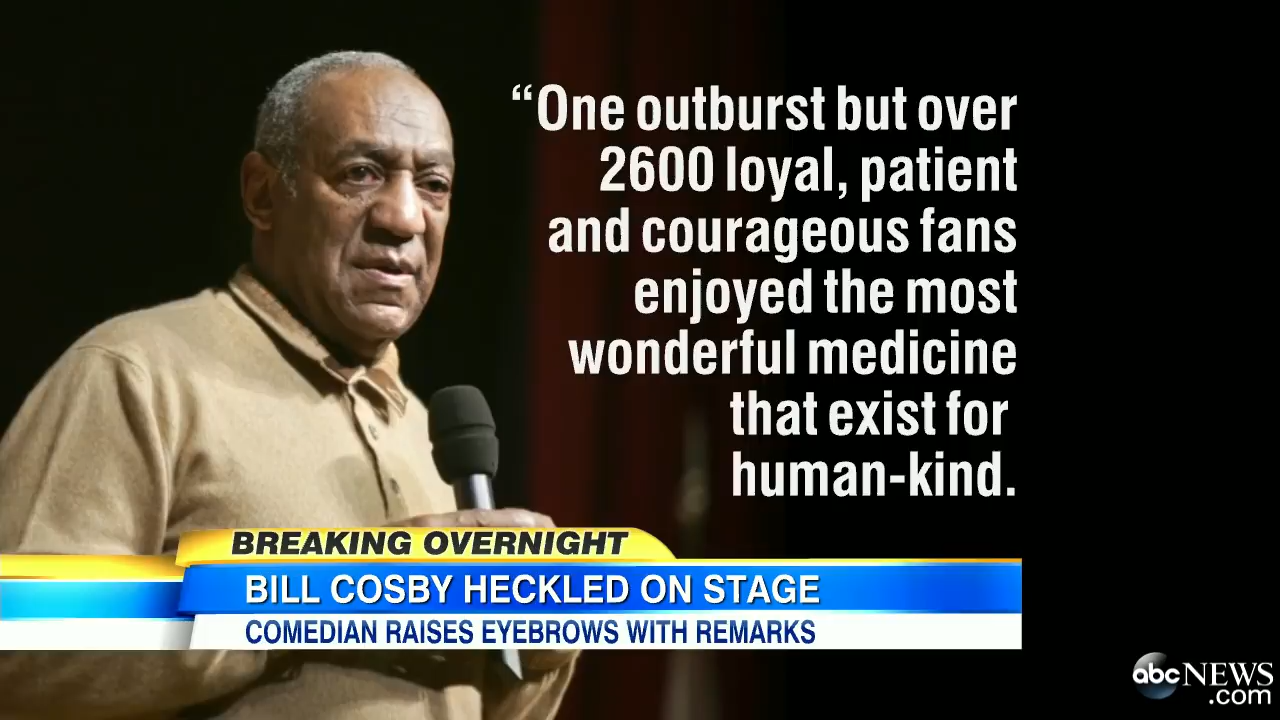 “One outburst but over
2600 loyal, patient
and courageous fans
enjoyed the most
wonderful medicine
that exist for
human-kind.
BREAKING OVERNIGHT
BILL COSBY HECKLED ON STAGE
COMEDIAN RAISES EYEBROWS WITH REMARKS
abc NEWS
.com